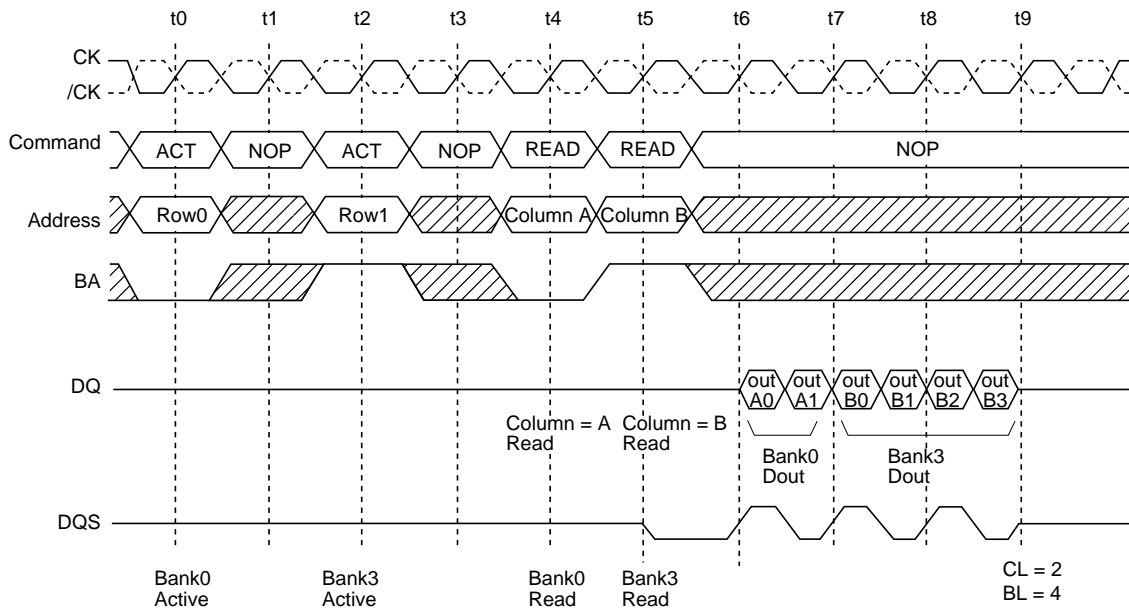 t0 t1 t2 t3 t4 t5 t6 t7 t8 t9
CK
/CK
Command ACT NOP ACT NOP READ READ NOP
Address Row0 Row1 Column A Column B
BA
DQ out A0 out A1 out B0 out B1 out B2 out B3
Column = A Read
Column = B Read
Bank0 Dout
Bank3 Dout
DQS
Bank0 Active
Bank3 Active
Bank0 Read
Bank3 Read
CL = 2
BL = 4